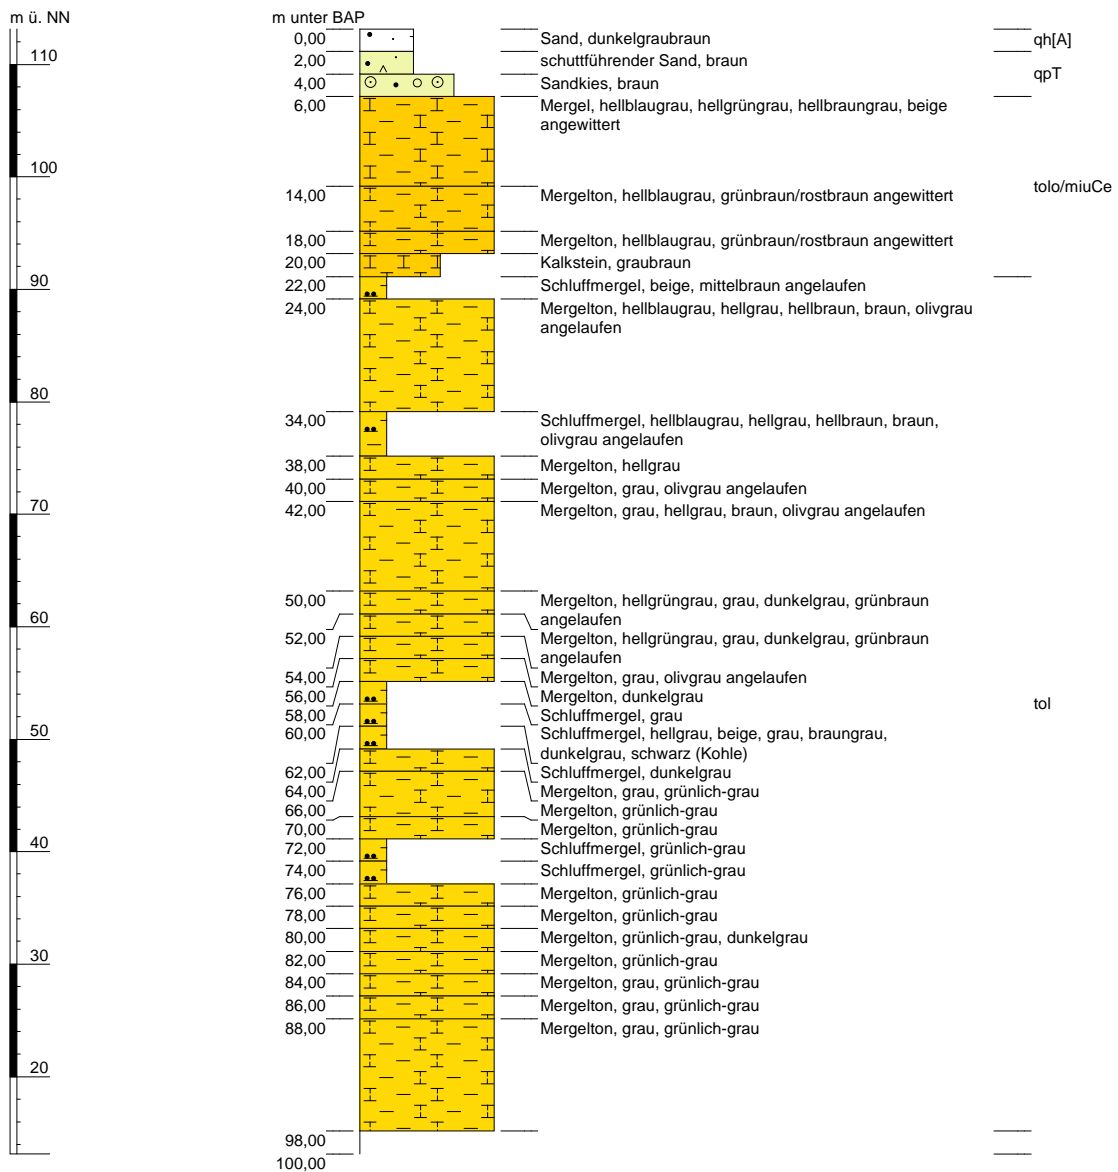 m ü. NN
m unter BAP
0,00 Sand, dunkelgraubraun qh[A]
2,00 schuttführender Sand, braun
110
qpT
4,00 Sandkies, braun
6,00 Mergel, hellblaugrau, hellgrüngrau, hellbraungrau, beige
angewittert
100
tolo/miuCe
14,00 Mergelton, hellblaugrau, grünbraun/rostbraun angewittert
18,00 Mergelton, hellblaugrau, grünbraun/rostbraun angewittert
20,00 Kalkstein, graubraun
90
22,00 Schluffmergel, beige, mittelbraun angelaufen
24,00 Mergelton, hellblaugrau, hellgrau, hellbraun, braun, olivgrau
angelaufen
80
34,00 Schluffmergel, hellblaugrau, hellgrau, hellbraun, braun,
olivgrau angelaufen
38,00 Mergelton, hellgrau
40,00 Mergelton, grau, olivgrau angelaufen
70
42,00 Mergelton, grau, hellgrau, braun, olivgrau angelaufen
50,00 Mergelton, hellgrüngrau, grau, dunkelgrau, grünbraun
angelaufen
60
52,00 Mergelton, hellgrüngrau, grau, dunkelgrau, grünbraun
angelaufen
54,00 Mergelton, grau, olivgrau angelaufen
56,00 Mergelton, dunkelgrau
tol
58,00 Schluffmergel, grau
60,00 Schluffmergel, hellgrau, beige, grau, braungrau,
dunkelgrau, schwarz (Kohle)
50
62,00 Schluffmergel, dunkelgrau
64,00 Mergelton, grau, grünlich-grau
66,00 Mergelton, grünlich-grau
70,00 Mergelton, grünlich-grau
40
72,00 Schluffmergel, grünlich-grau
74,00 Schluffmergel, grünlich-grau
76,00 Mergelton, grünlich-grau
78,00 Mergelton, grünlich-grau
80,00 Mergelton, grünlich-grau, dunkelgrau
30
82,00 Mergelton, grünlich-grau
84,00 Mergelton, grau, grünlich-grau
86,00 Mergelton, grau, grünlich-grau
88,00 Mergelton, grau, grünlich-grau
20
98,00
100,00